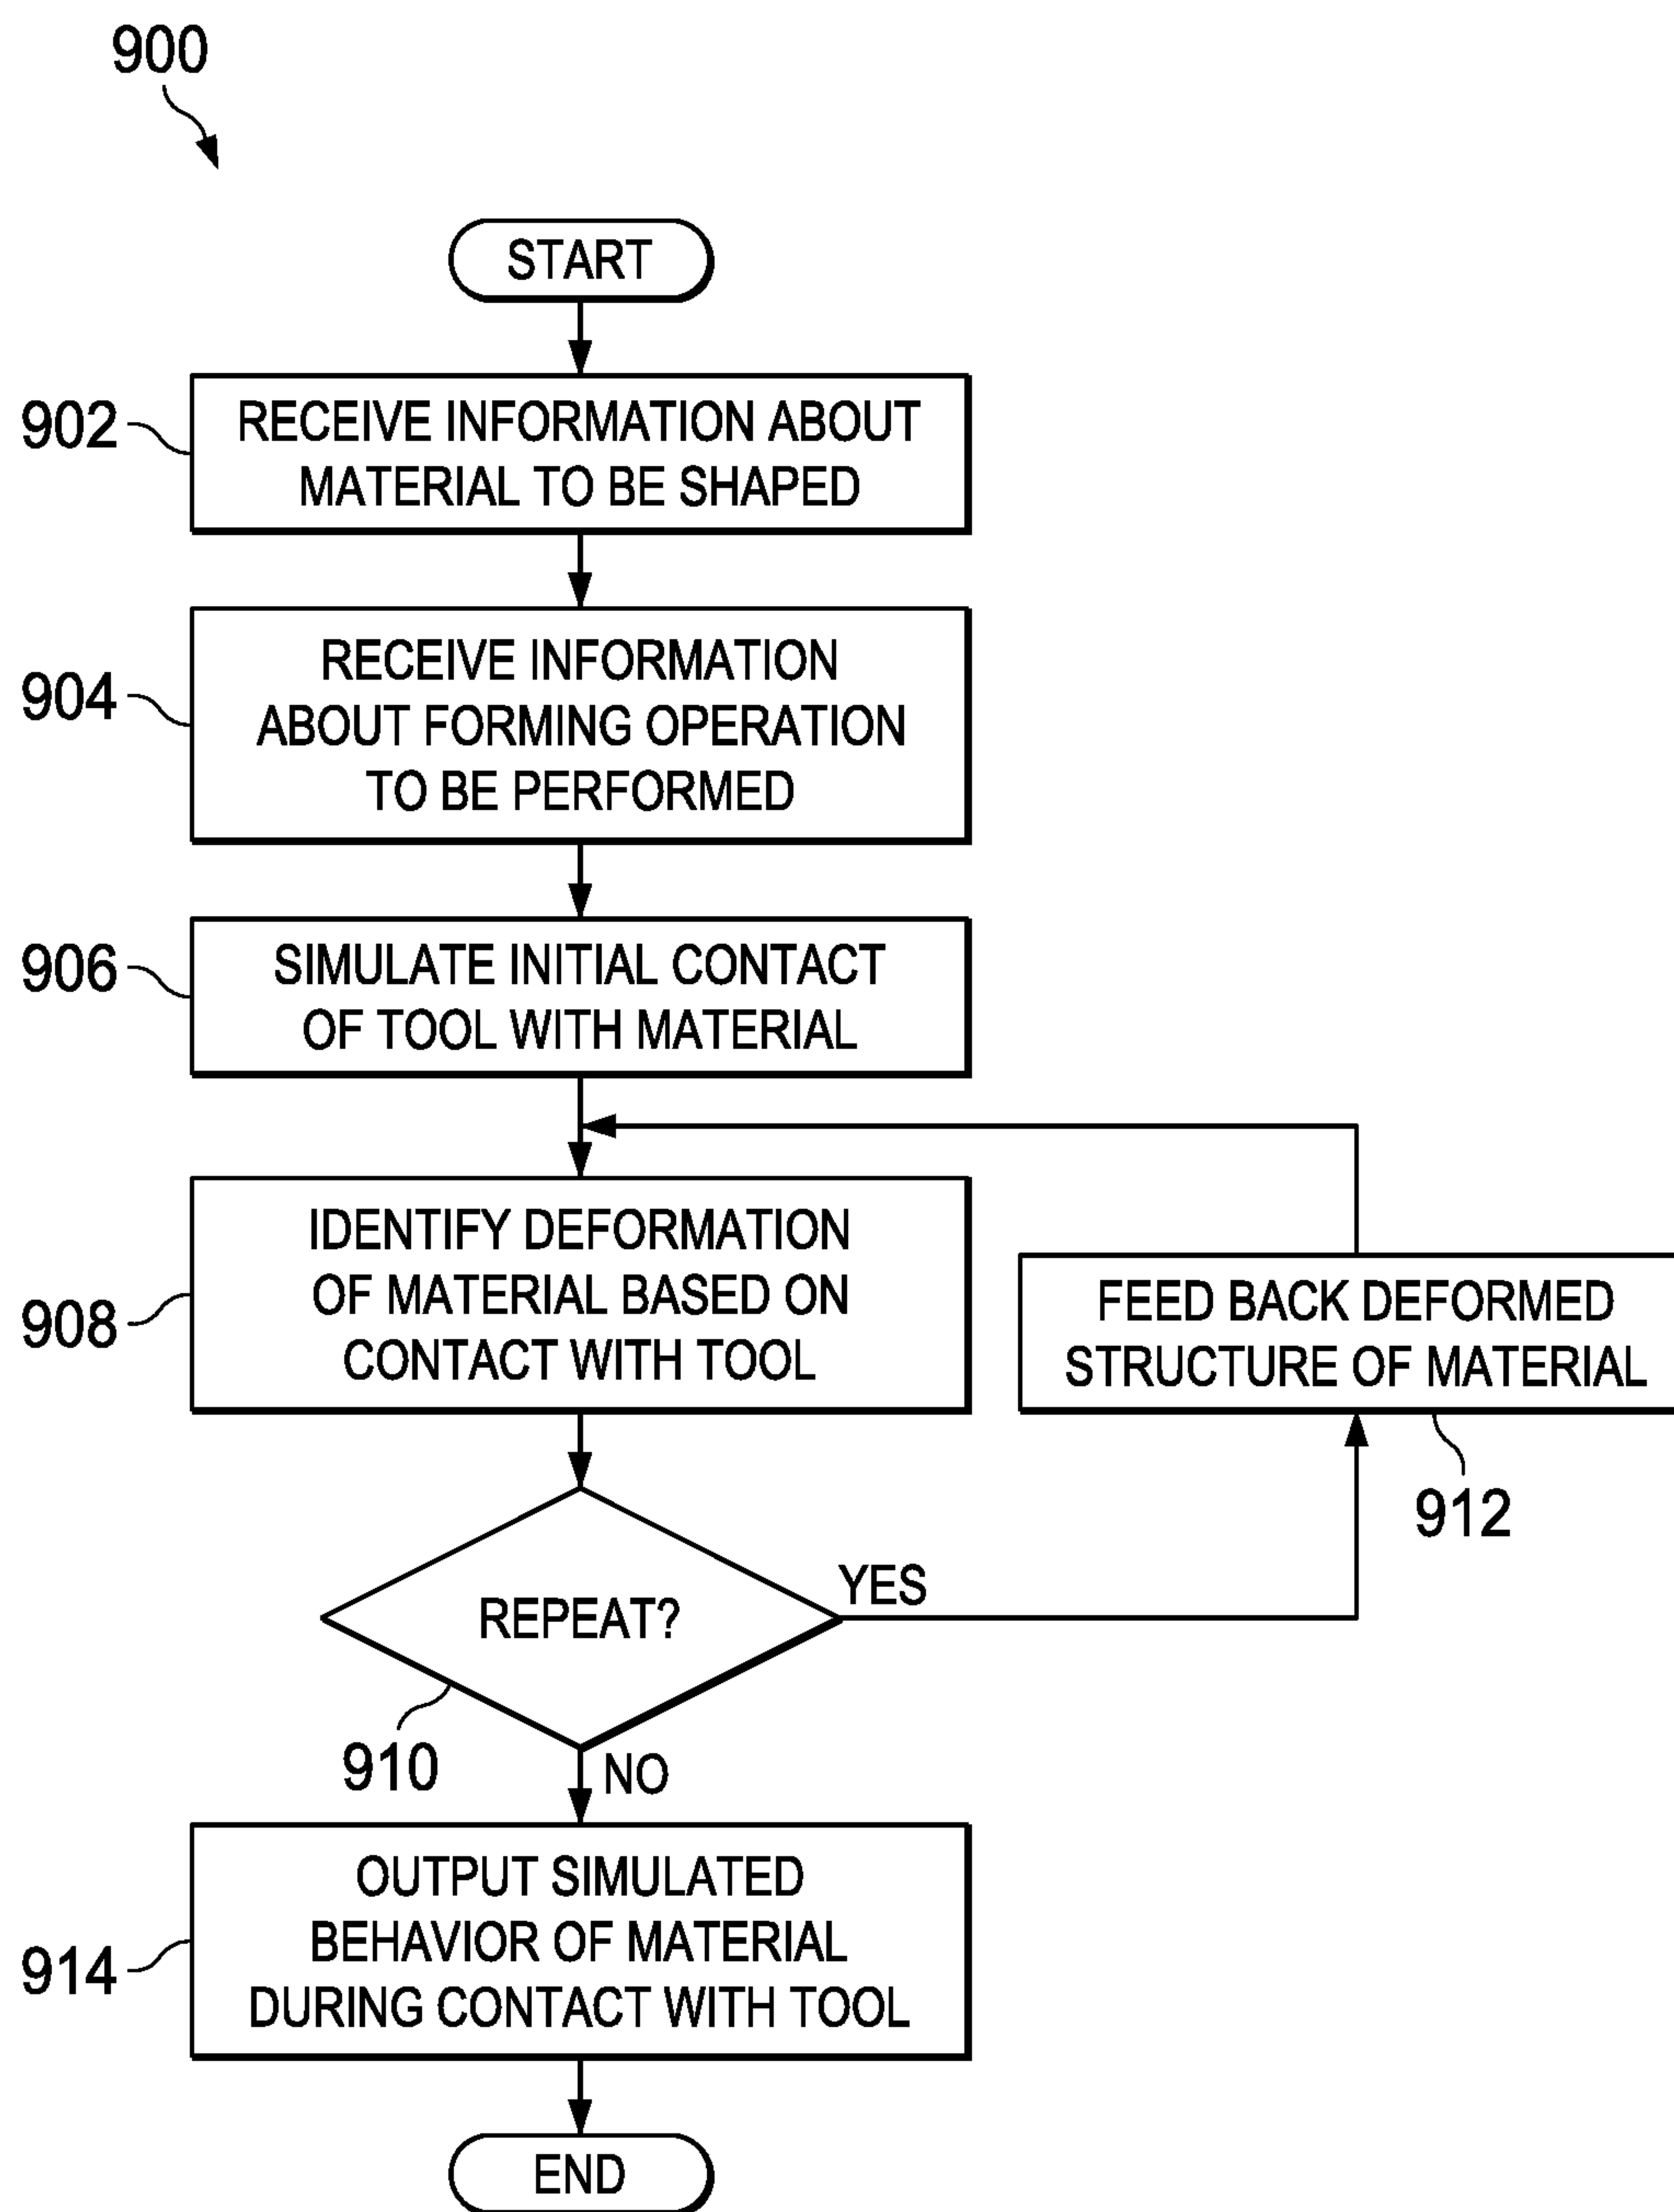 900
START
902
RECEIVE INFORMATION ABOUT
MATERIAL TO BE SHAPED
904
RECEIVE INFORMATION
ABOUT FORMING OPERATION
TO BE PERFORMED
906
SIMULATE INITIAL CONTACT
OF TOOL WITH MATERIAL
908
IDENTIFY DEFORMATION
OF MATERIAL BASED ON
CONTACT WITH TOOL
FEED BACK DEFORMED
STRUCTURE OF MATERIAL
912
REPEAT?
YES
910
NO
914
OUTPUT SIMULATED
BEHAVIOR OF MATERIAL
DURING CONTACT WITH TOOL
END